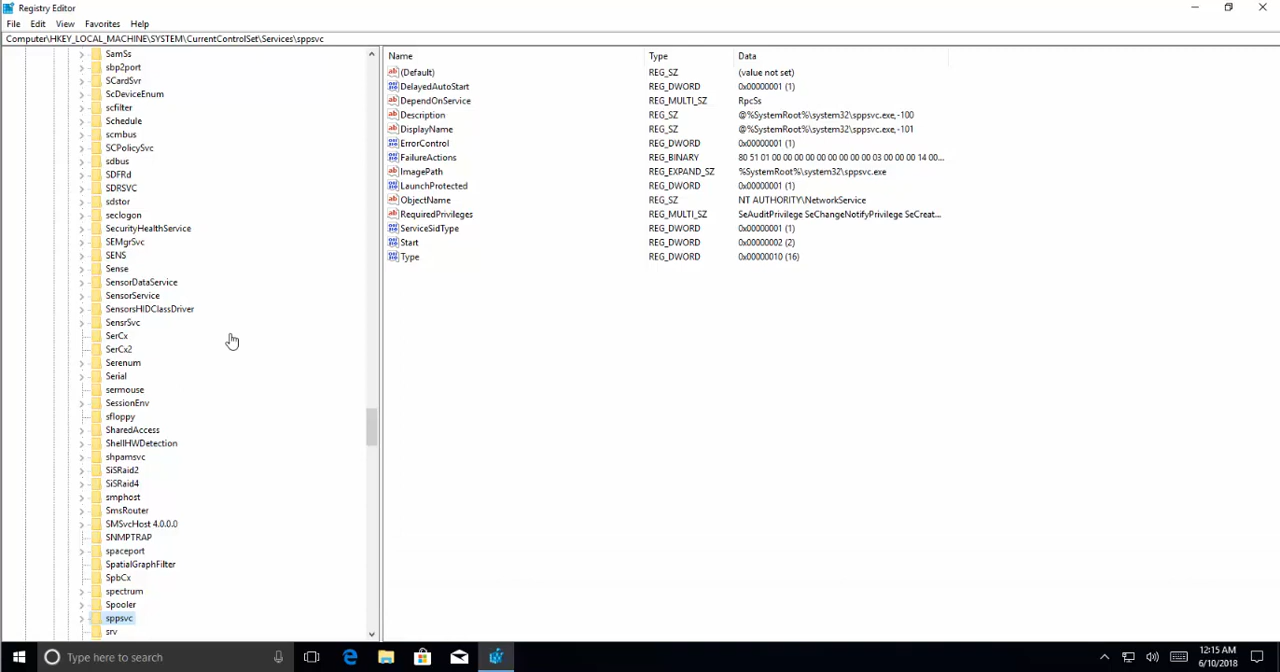 Registry Editor
File Edit View Favorites Help
Computer\HKEY_LOCAL_MACHINE\SYSTEM\CurrentControlSet\Services\sppsvc
SamSs
sbp2port
SCardSvr
ScDeviceEnum
scfilter
Schedule
scmbus
SCPolicySvc
sdbus
SDFRd
SDRSVC
sdstor
seclogon
SecurityHealthService
SEMgrSvc
SENS
Sense
SensorDataService
SensorService
SensorsHIDClassDriver
SensrSvc
SerCx
SerCx2
Serenum
Serial
sermouse
SessionEnv
sfloppy
SharedAccess
ShellHWDetection
shpamsvc
SiSRaid2
SiSRaid4
smphost
SmsRouter
SMSvcHost 4.0.0.0
SNMPTRAP
spaceport
SpatialGraphFilter
SpbCx
spectrum
Spooler
sppsvc
srv
Name Type Data
(Default) REG_SZ (value not set)
DelayedAutoStart REG_DWORD 0x00000001 (1)
DependOnService REG_MULTI_SZ RpcSs
Description REG_SZ @%SystemRoot%\system32\sppsvc.exe,-100
DisplayName REG_SZ @%SystemRoot%\system32\sppsvc.exe,-101
ErrorControl REG_DWORD 0x00000001 (1)
FailureActions REG_BINARY 80 51 01 00 00 00 00 00 00 00 00 00 03 00 00 00 14 00...
ImagePath REG_EXPAND_SZ %SystemRoot%\system32\sppsvc.exe
LaunchProtected REG_DWORD 0x00000001 (1)
ObjectName REG_SZ NT AUTHORITY\NetworkService
RequiredPrivileges REG_MULTI_SZ SeAuditPrivilege SeChangeNotifyPrivilege SeCreat...
ServiceSidType REG_DWORD 0x00000001 (1)
Start REG_DWORD 0x00000002 (2)
Type REG_DWORD 0x00000010 (16)
Type here to search
12:15 AM
6/10/2018